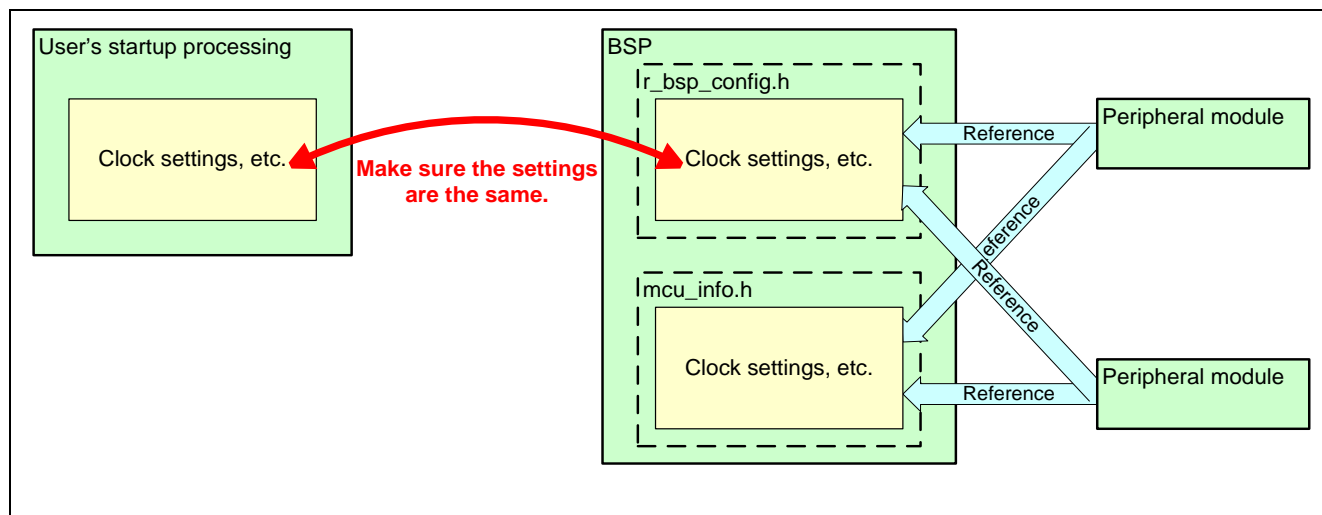 User's startup processing
Clock settings, etc.
Make sure the settings
are the same.
BSP
r_bsp_config.h
Clock settings, etc.
mcu_info.h
Clock settings, etc.
Reference
eference
Reference
Reference
Peripheral module
Peripheral module